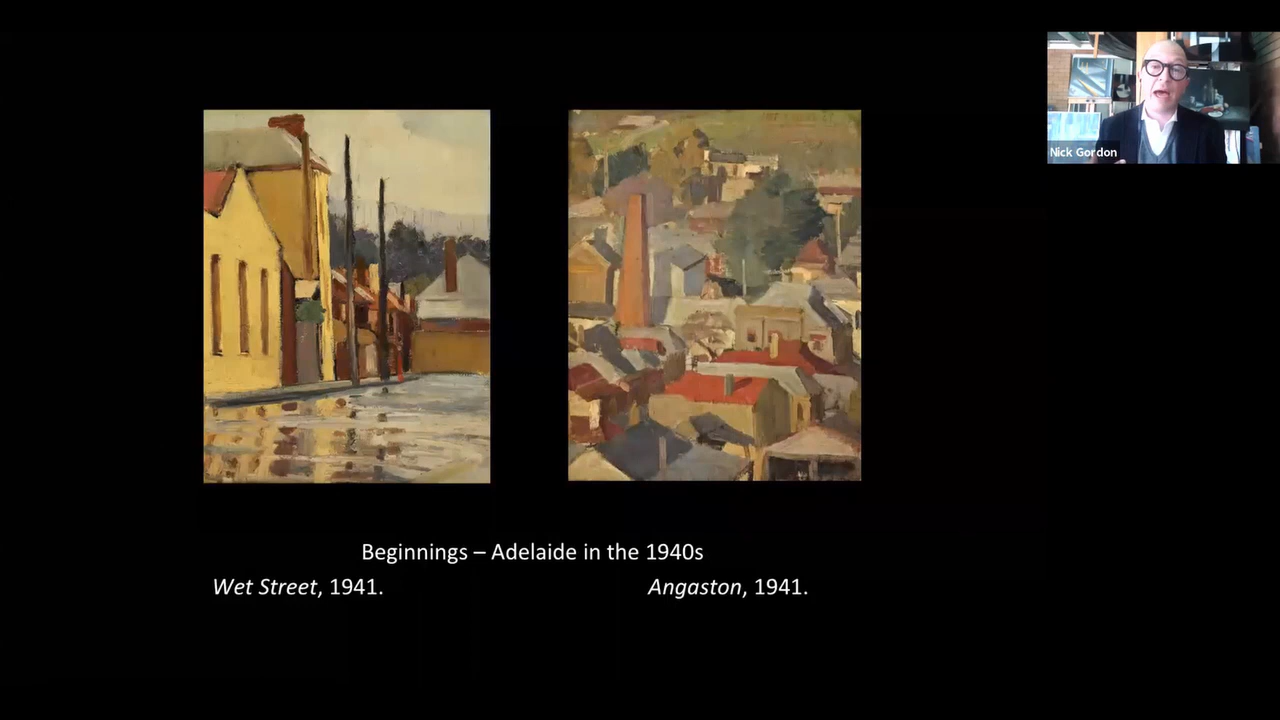 Nick Gordon
Beginnings – Adelaide in the 1940s
Wet Street, 1941.
Angaston, 1941.